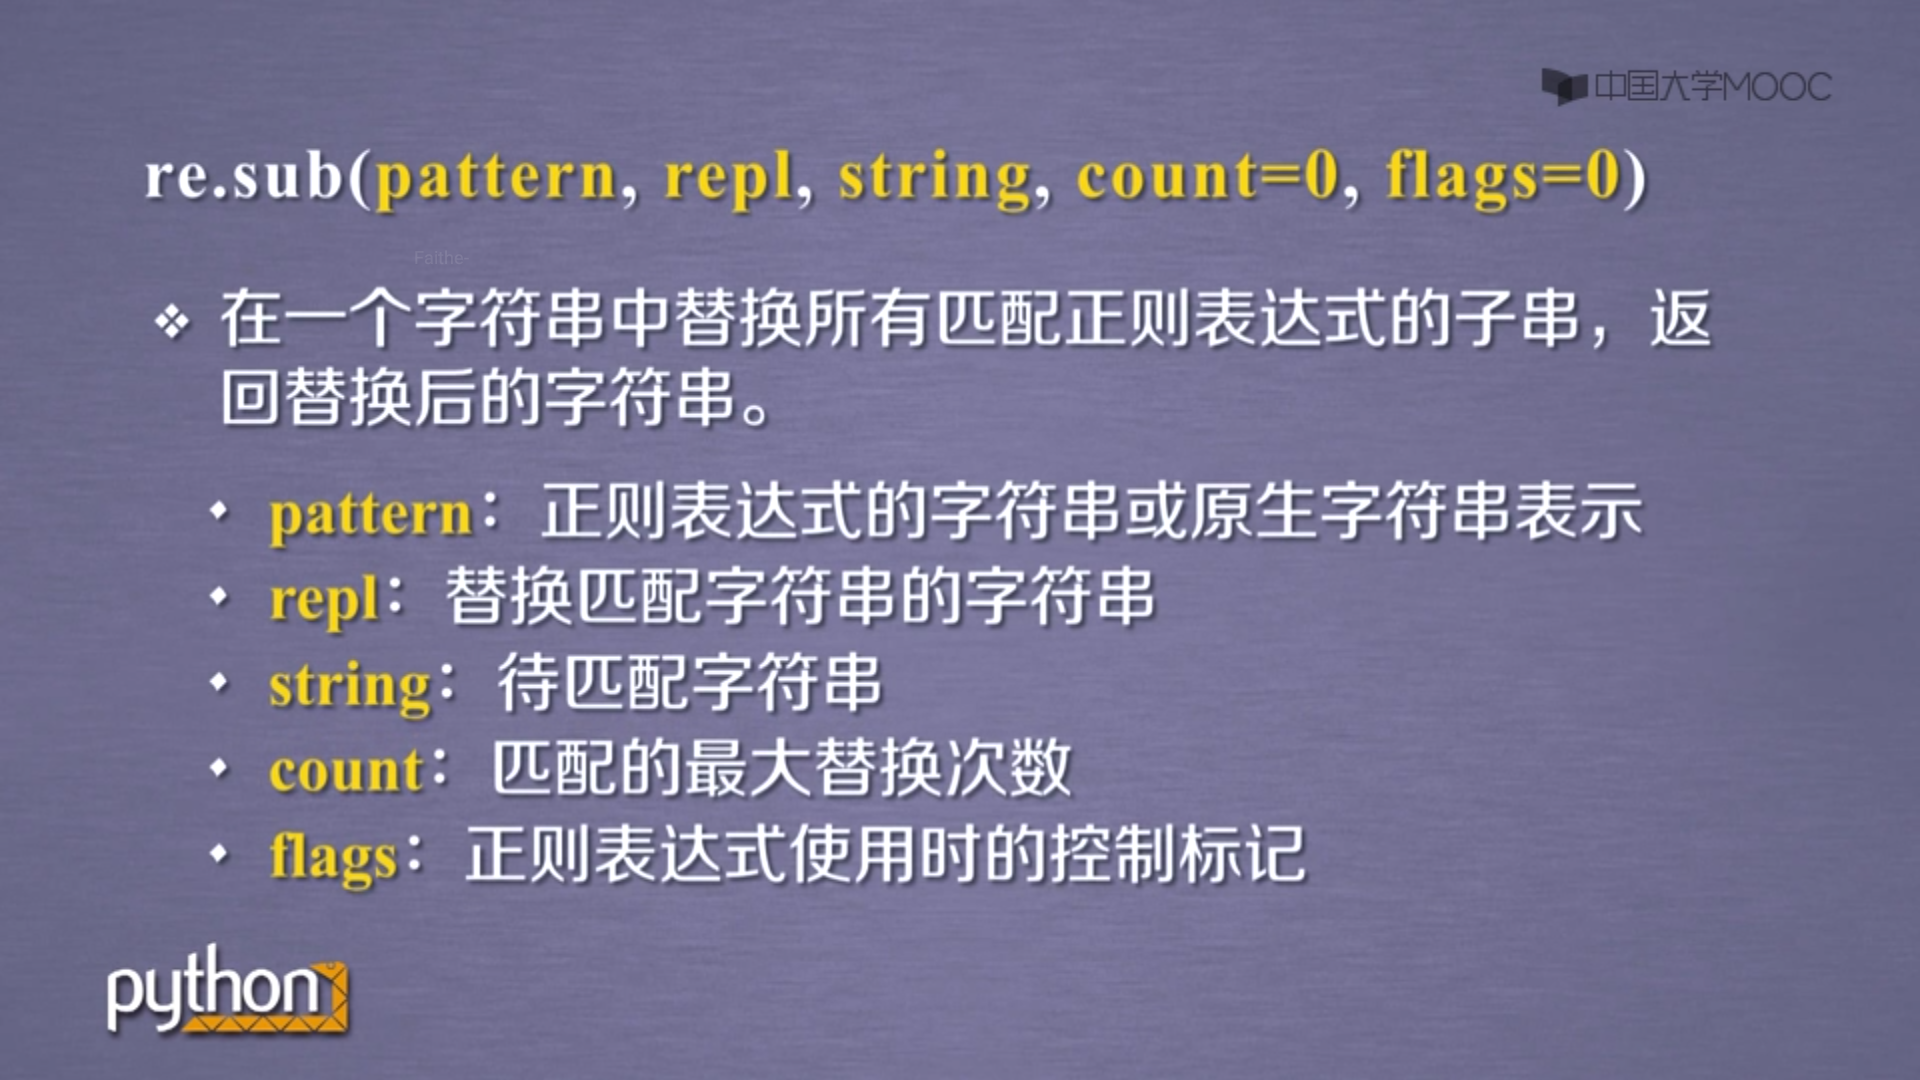 中国大学MOOC
re.sub(pattern, repl, string, count=0, flags=0)
Faithe-
❖ 在一个字符串中替换所有匹配正则表达式的子串，返
回替换后的字符串。
• pattern： 正则表达式的字符串或原生字符串表示
• repl： 替换匹配字符串的字符串
• string： 待匹配字符串
• count： 匹配的最大替换次数
• flags： 正则表达式使用时的控制标记
python